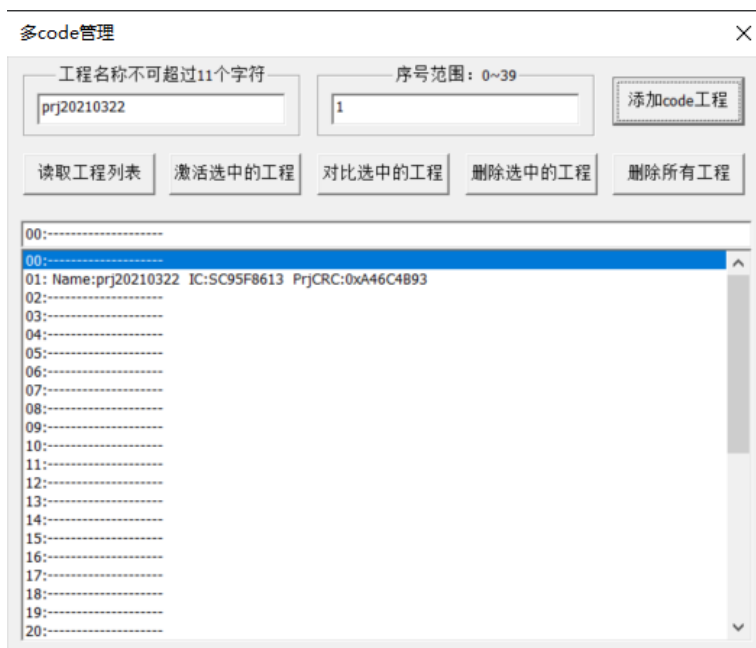 多code管理
工程名称不可超过11个字符
序号范围：0~39
prj20210322
1
添加code工程
读取工程列表
激活选中的工程
对比选中的工程
删除选中的工程
删除所有工程
00:---------------------
00:---------------------
01: Name:prj20210322 IC:SC95F8613 PrjCRC:0xA46C4B93
02:---------------------
03:---------------------
04:---------------------
05:---------------------
06:---------------------
07:---------------------
08:---------------------
09:---------------------
10:---------------------
11:---------------------
12:---------------------
13:---------------------
14:---------------------
15:---------------------
16:---------------------
17:---------------------
18:---------------------
19:---------------------
20:---------------------